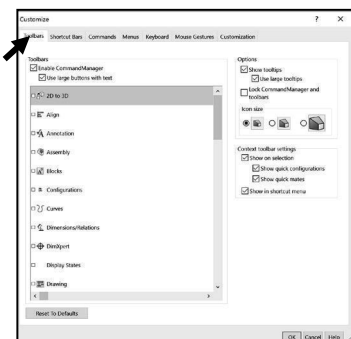 Customize
? X
Toolbars Shortcut Bars Commands Menus Keyboard Mouse Gestures Customization
Toolbars
Enable CommandManager
Use large buttons with text
2D to 3D
Align
Annotation
Assembly
Blocks
Configurations
Curves
Dimensions/Relations
DimXpert
Display States
Drawing
Reset To Defaults
Options
Show tooltips
Use large tooltips
Lock CommandManager and
toolbars
Icon size
Context toolbar settings
Show on selection
Show quick configurations
Show quick mates
Show in shortcut menu
OK Cancel Help